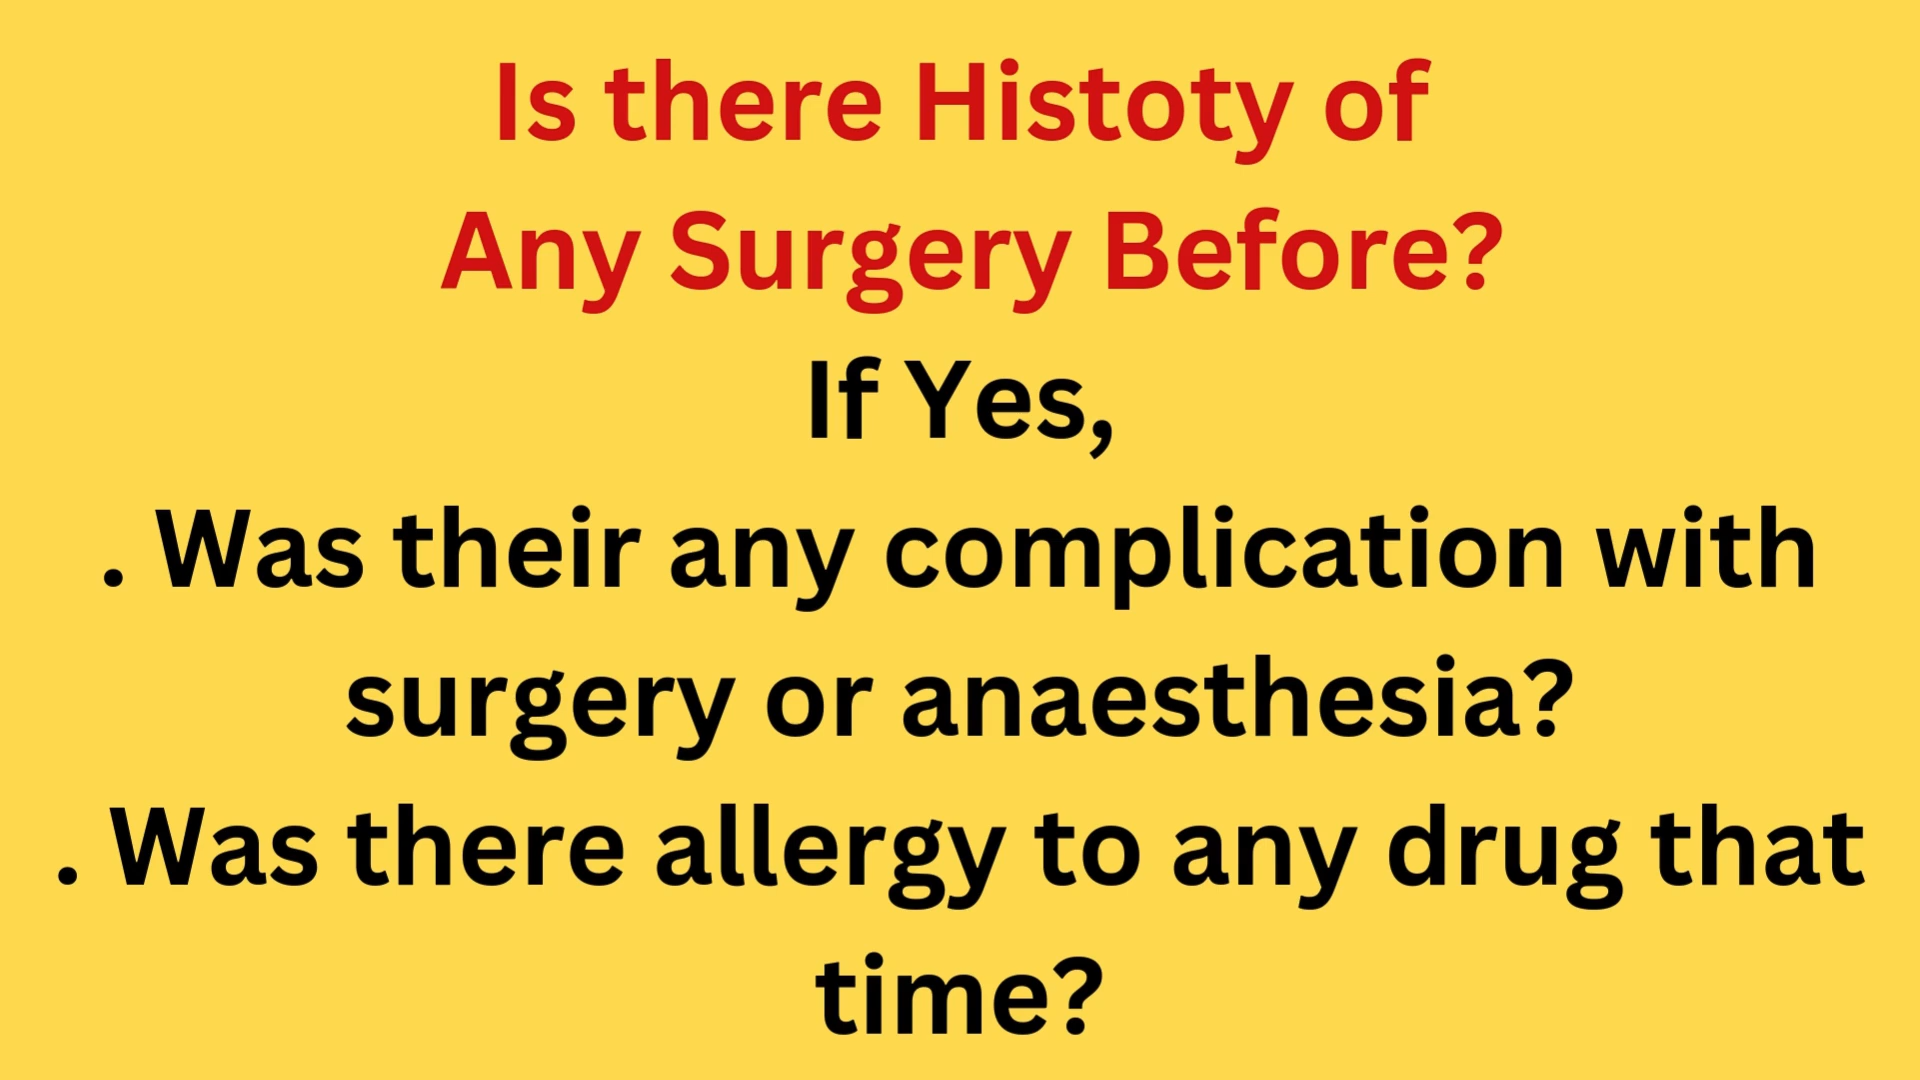 Is there Histoty of
Any Surgery Before?
If Yes,
. Was their any complication with
surgery or anaesthesia?
. Was there allergy to any drug that
time?